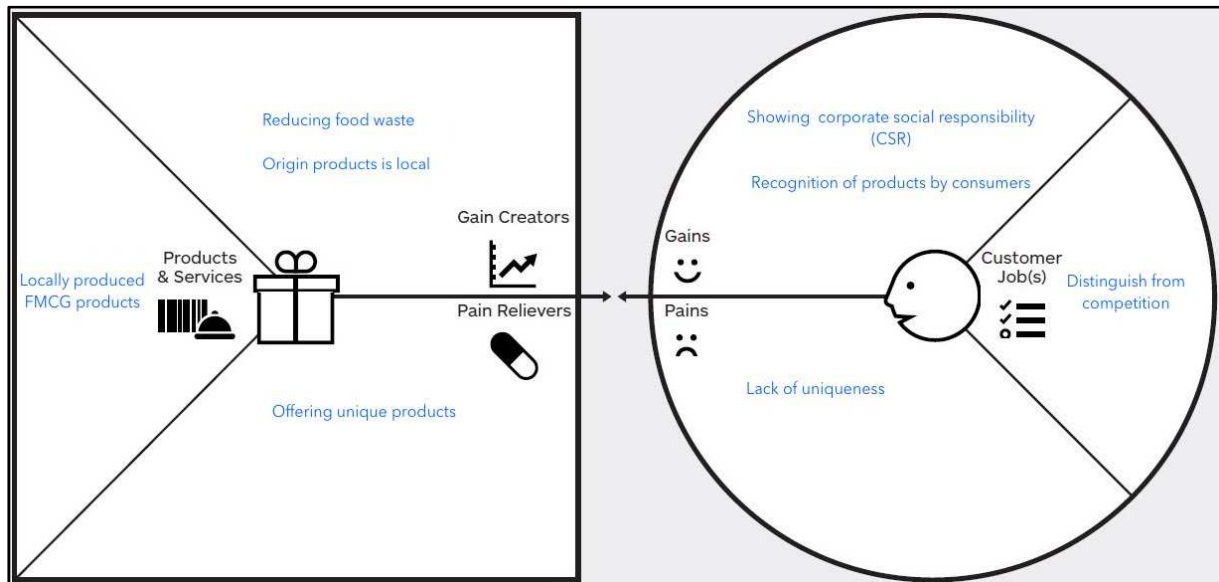 Reducing food waste
Origin products is local
Gain Creators
Products
& Services
Locally produced
FMCG products
Pain Relievers
Offering unique products
Showing corporate social responsibility
(CSR)
Recognition of products by consumers
Gains
Customer
Job(s)
Distinguish from
competition
Pains
Lack of uniqueness